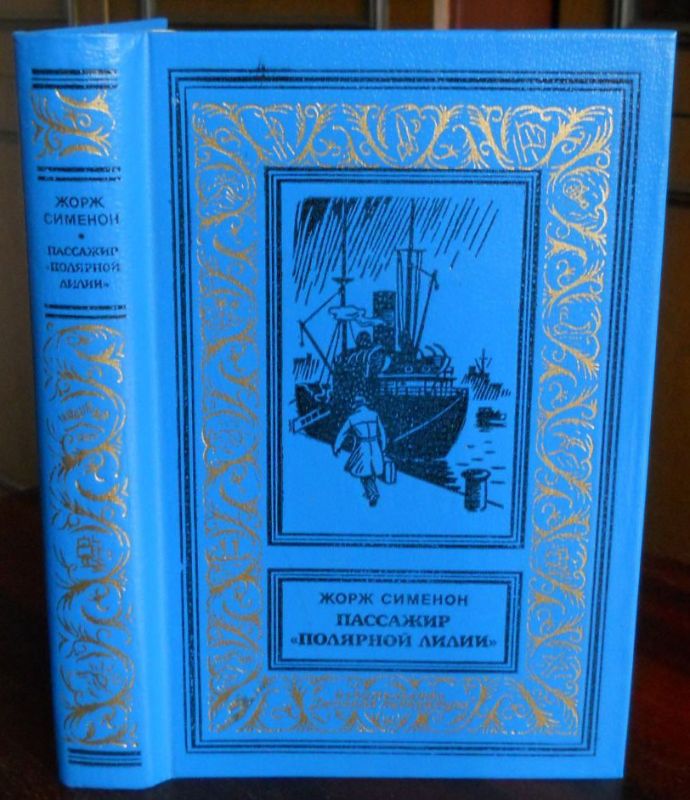 ЖОРЖ
СИМЕНОН
ПАССАЖИР
«ПОЛЯРНОЙ
ЛИЛИИ»
ЖОРЖ СИМЕНОН
ПАССАЖИР
«ПОЛЯРНОЙ ЛИЛИИ»